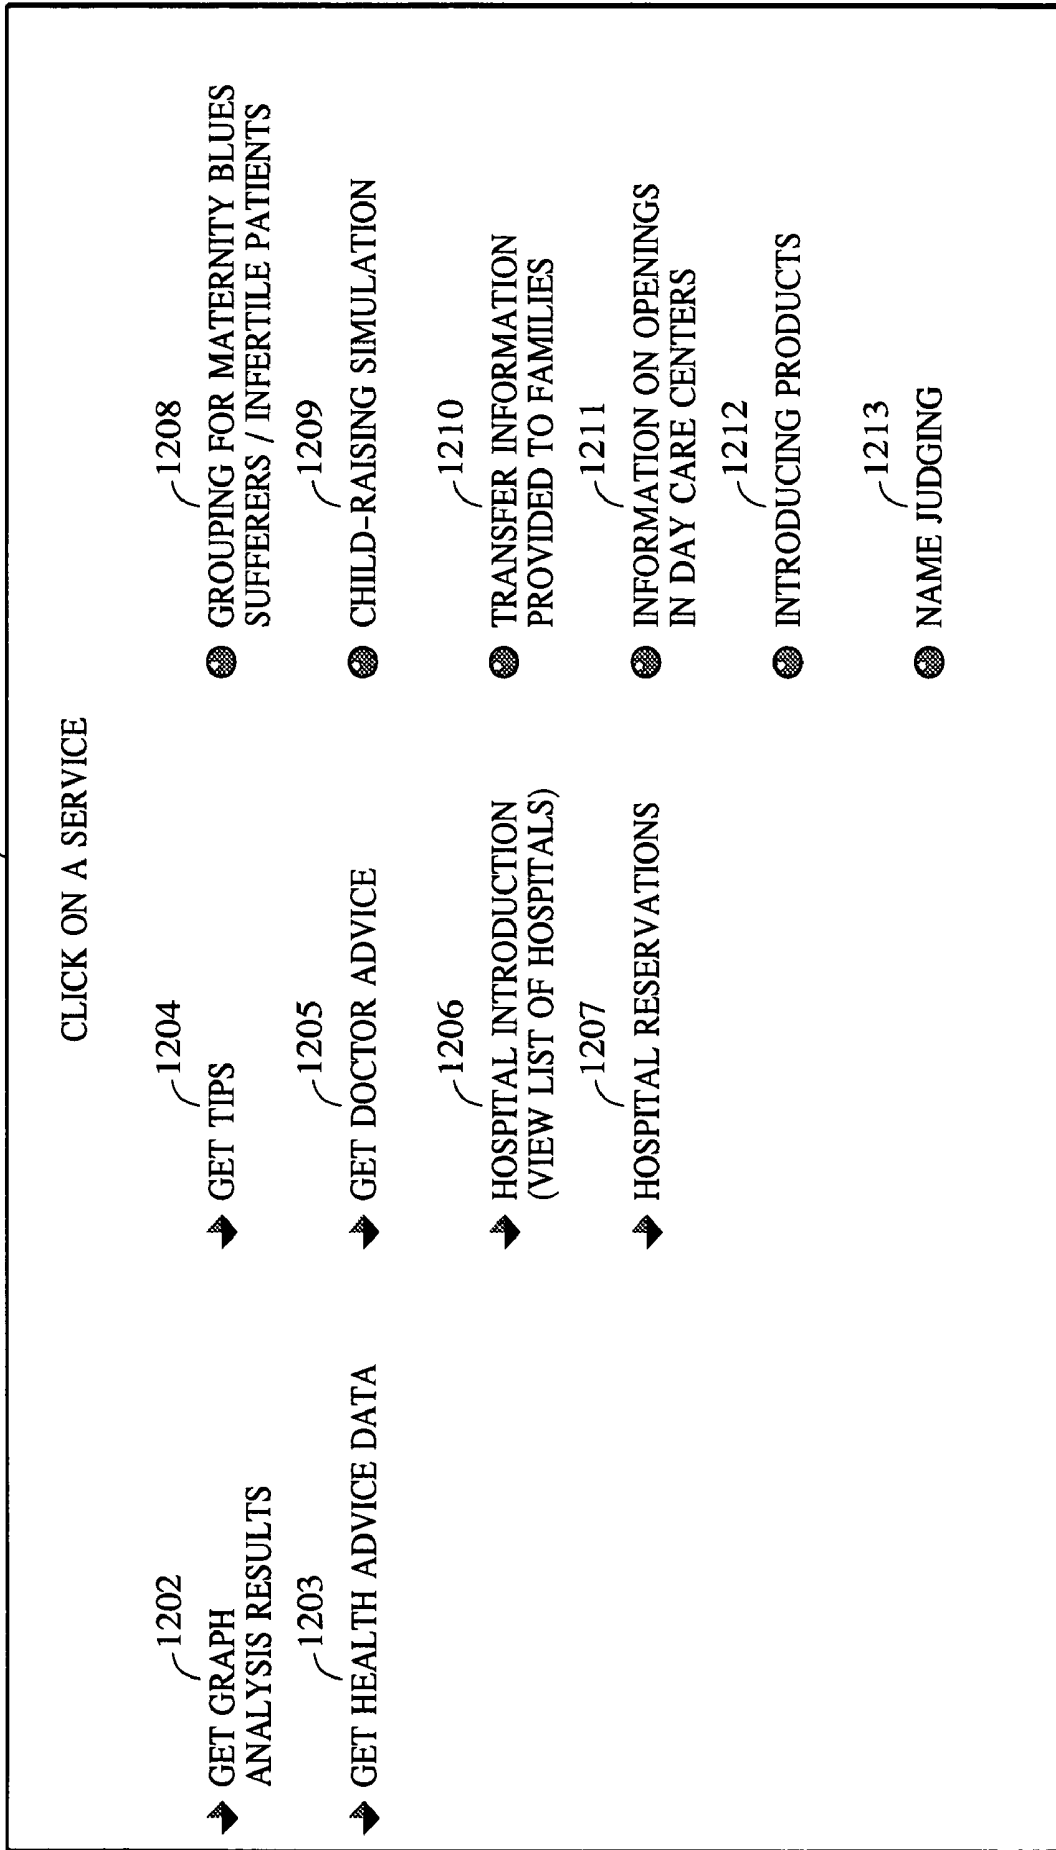 CLICK ON A SERVICE
1202
GET GRAPH
ANALYSIS RESULTS
1203
GET HEALTH ADVICE DATA
1204
GET TIPS
1205
GET DOCTOR ADVICE
1206
HOSPITAL INTRODUCTION
(VIEW LIST OF HOSPITALS)
1207
HOSPITAL RESERVATIONS
1208
GROUPING FOR MATERNITY BLUES
SUFFERERS / INFERTILE PATIENTS
1209
CHILD-RAISING SIMULATION
1210
TRANSFER INFORMATION
PROVIDED TO FAMILIES
1211
INFORMATION ON OPENINGS
IN DAY CARE CENTERS
1212
INTRODUCING PRODUCTS
1213
NAME JUDGING